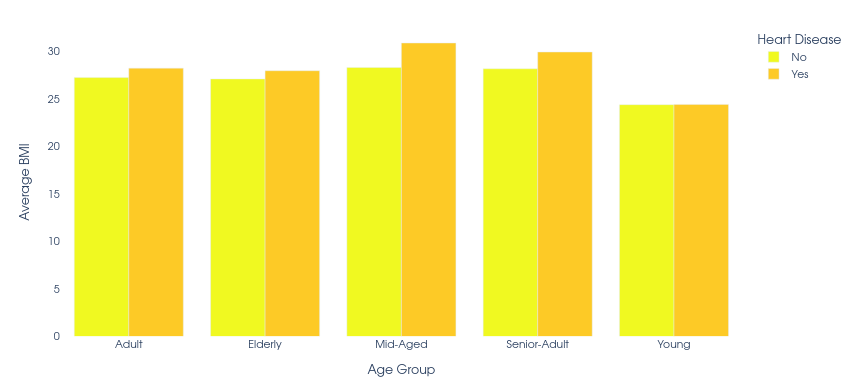 Heart Disease
No
Yes
Average BMI
30
25
20
15
10
5
0
Adult Elderly Mid-Aged Senior-Adult Young
Age Group